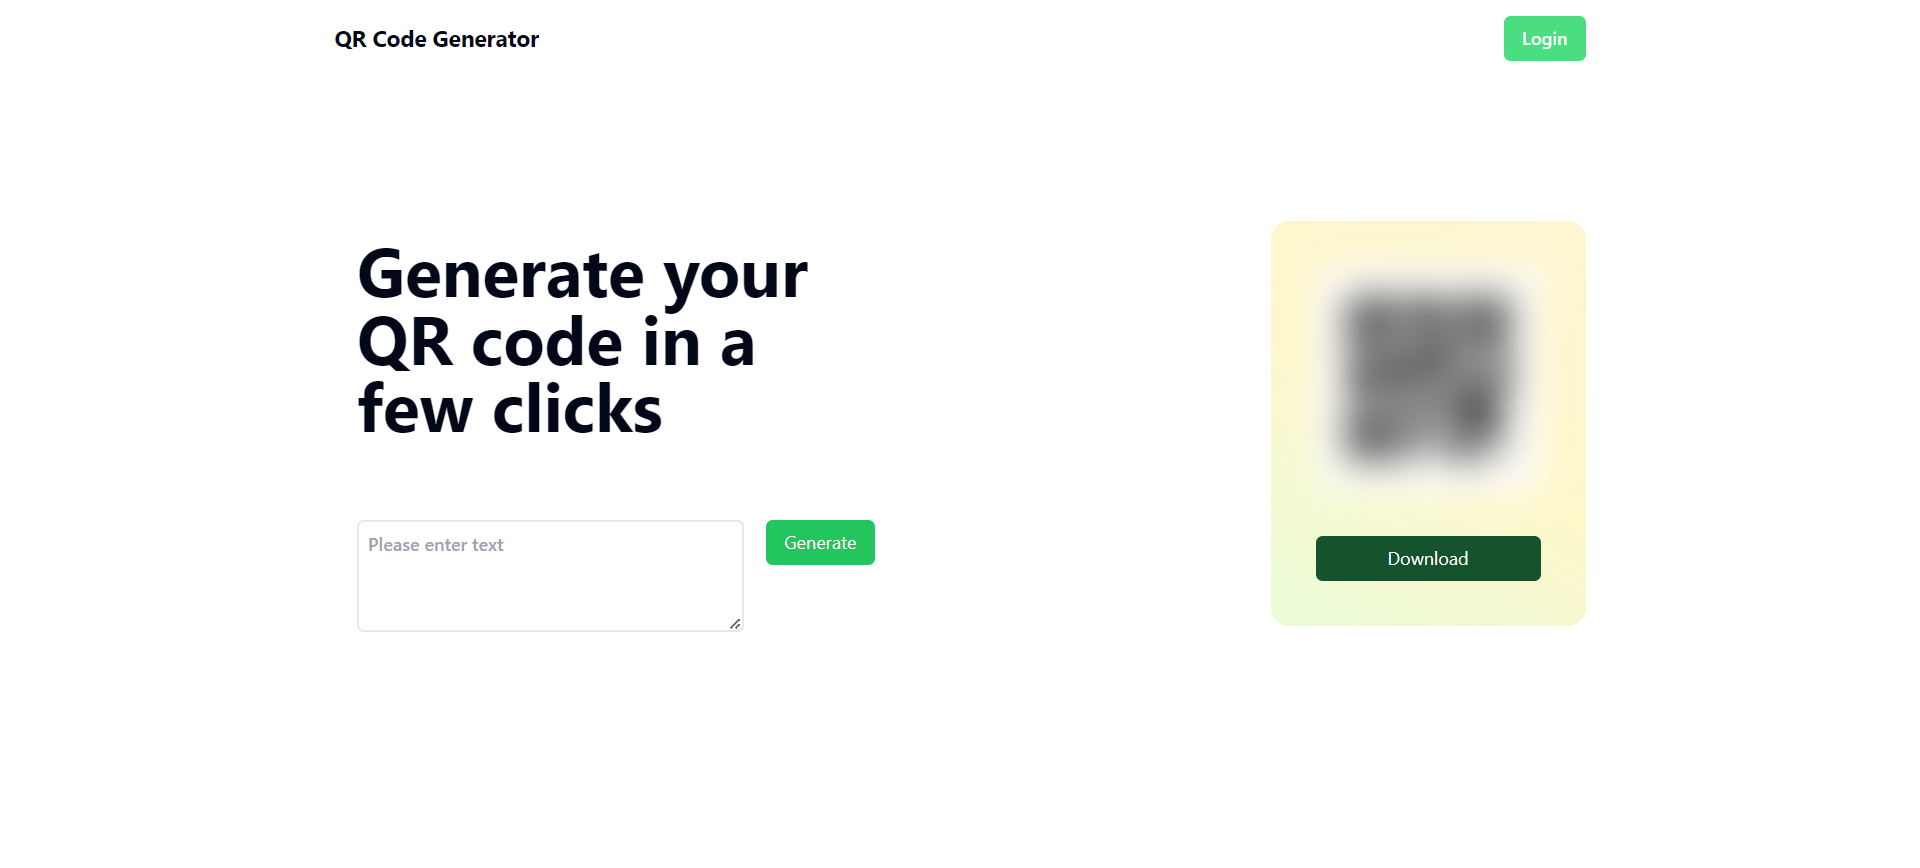 QR Code Generator
Login
Generate your
QR code in a
few clicks
Please enter text
Generate
Download